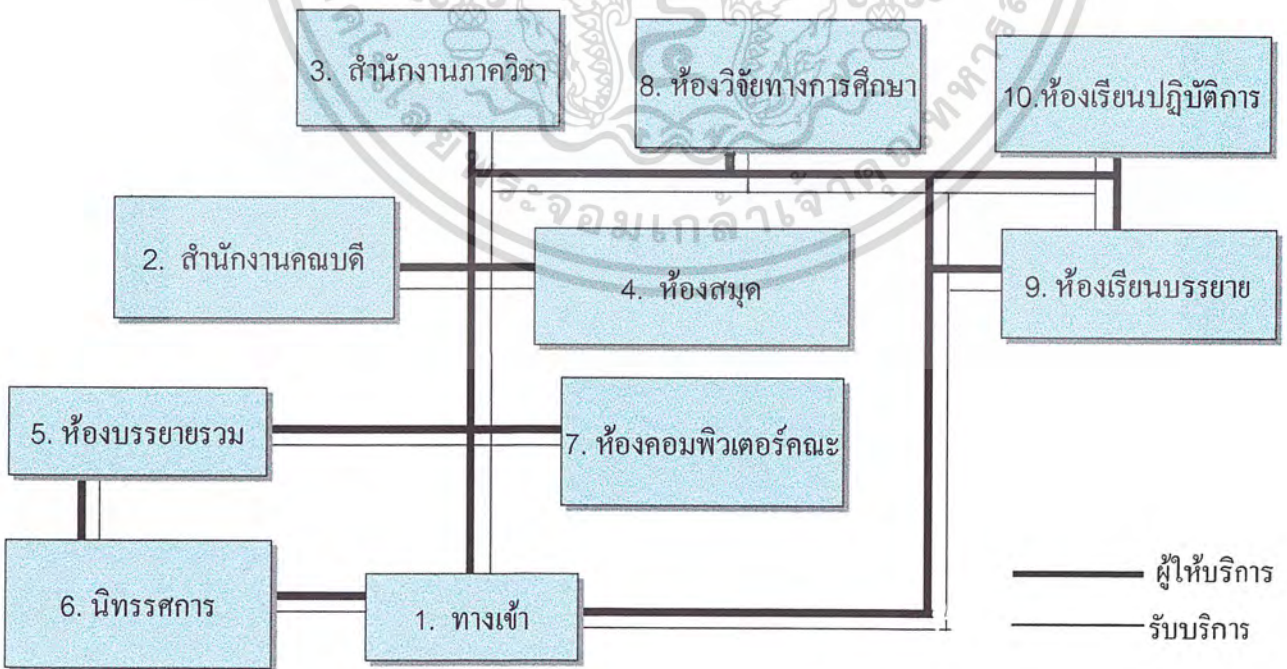 3. สำนักงานภาควิชา
8. ห้องวิจัยทางการศึกษา
10.ห้องเรียนปฏิบัติการ
2. สำนักงานคณบดี
4. ห้องสมุด
9. ห้องเรียนบรรยาย
5. ห้องบรรยายรวม
7. ห้องคอมพิวเตอร์คณะ
6. นิทรรศการ
1. ทางเข้า
ผู้ให้บริการ
รับบริการ